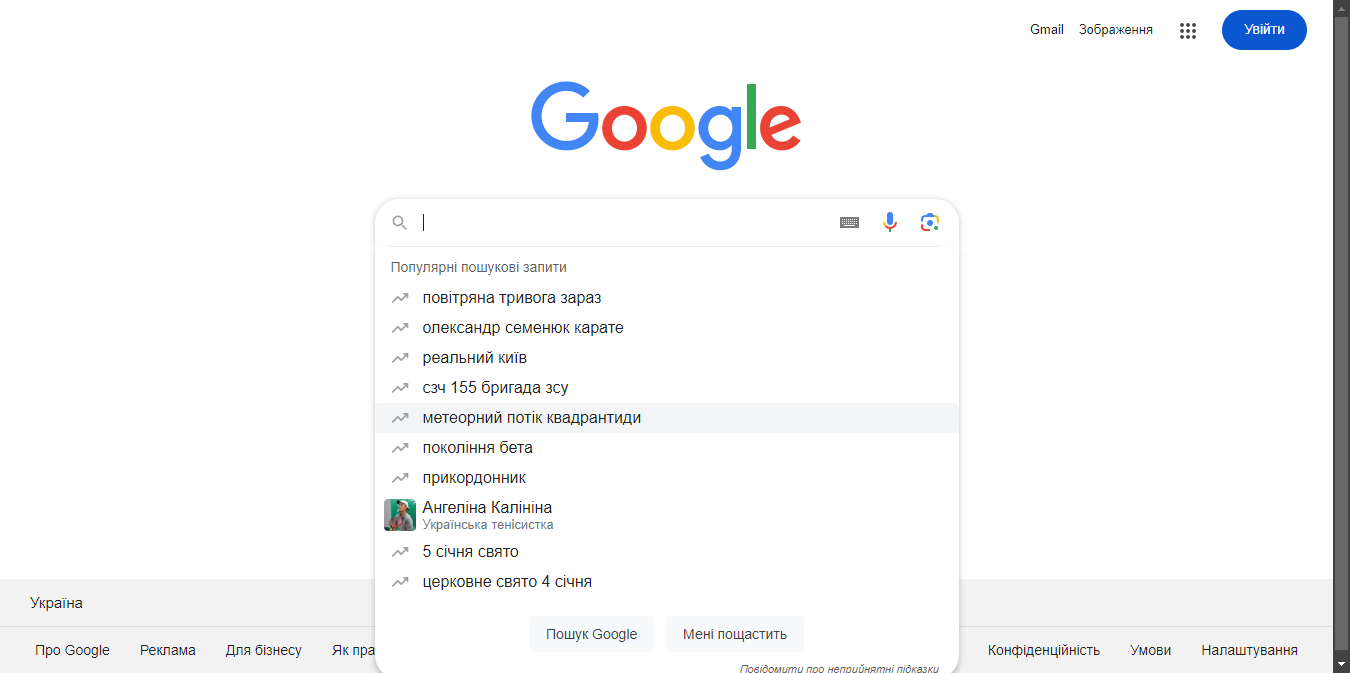 Gmail Зображення Увійти
Google
Популярні пошукові запити
повітряна тривога зараз
олександр семенюк карате
реальний київ
сзч 155 бригада зсу
метеорний потік квадрантиди
покоління бета
прикордонник
Ангеліна Калініна
Українська тенісистка
5 січня свято
церковне свято 4 січня
Україна
Пошук Google Мені пощастить
Про Google Реклама Для бізнесу Як пра Конфіденційність Умови Налаштування
Повідомити про неприйнятні підказки